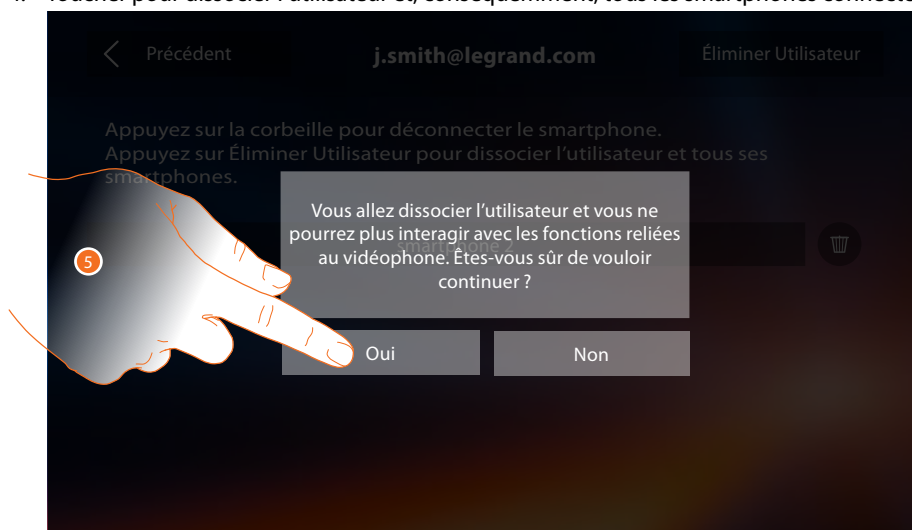 Toucher pour dissocier l'utilisateur et, conséquemment, tous les smartphones
Précédent
j.smith@legrand.com
Éliminer Utilisateur
Appuyez sur la corbeille pour déconnecter le smartphone.
Appuyez sur Éliminer Utilisateur pour dissocier l'utilisateur et tous ses
smartphones.
Vous allez dissocier l'utilisateur et vous ne
pourrez plus interagir avec les fonctions reliées
smartphone 2
au vidéophone. Êtes-vous sûr de vouloir
continuer ?
5
Oui
Non